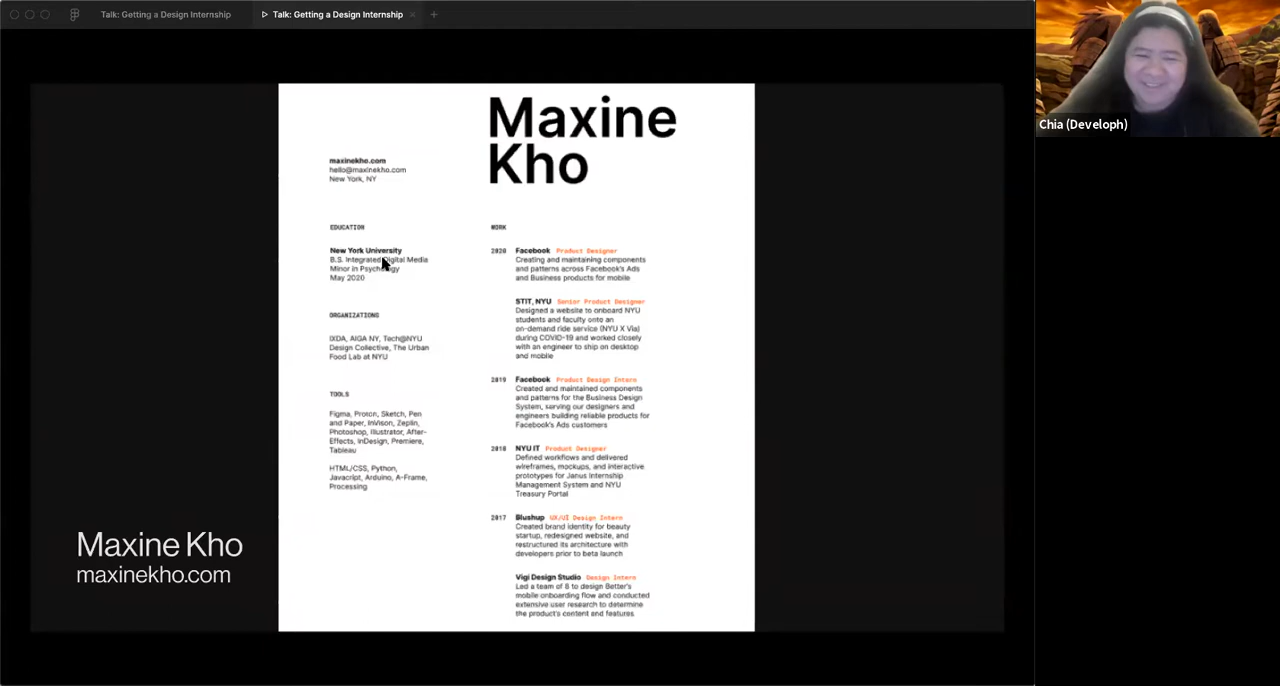 Talk: Getting a Design Internship
Talk: Getting a Design Internship
Chia (Developh)
Maxine
Kho
maxinekho.com
hello@maxinekho.com
New York, NY
EDUCATION
New York University
B.S. Integrated Digital Media
Minor in Psychology
May 2020
ORGANIZATIONS
IXDA, AIGA NY, Tech@NYU
Design Collective, The Urban
Food Lab at NYU
TOOLS
Figma, Proton, Sketch, Pen
and Paper, InVison, Zeplin,
Photoshop, Illustrator, After-
Effects, InDesign, Premiere,
Tableau
HTML/CSS, Python,
Javacript, Arduino, A-Frame,
Processing
WORK
2020 Facebook Product Designer
Creating and maintaining components
and patterns across Facebook's Ads
and Business products for mobile
STIT, NYU Senior Product Designer
Designed a website to onboard NYU
students and faculty onto an
on-demand ride service (NYU X Via)
during COVID-19 and worked closely
with an engineer to ship on desktop
and mobile
2019 Facebook Product Design Intern
Created and maintained components
and patterns for the Business Design
System, serving our designers and
engineers building reliable products for
Facebook's Ads customers
2018 NYU IT Product Designer
Defined workflows and delivered
wireframes, mockups, and interactive
prototypes for Janus Internship
Management System and NYU
Treasury Portal
2017 Blushup UX/UI Design Intern
Created brand identity for beauty
startup, redesigned website, and
restructured its architecture with
developers prior to beta launch
Vigi Design Studio Design Intern
Led a team of 8 to design Better's
mobile onboarding flow and conducted
extensive user research to determine
the product's content and features.
Maxine Kho
maxinekho.com